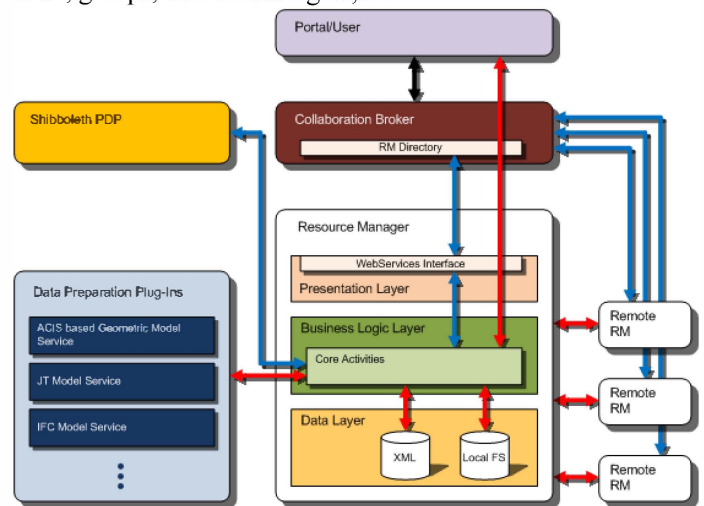 Portal/User
Shibboleth PDP
Collaboration Broker
RM Directory
Resource Manager
WebServices Interface
Presentation Layer
Data Preparation Plug-Ins
ACIS based Geometric Model
Service
JT Model Service
IFC Model Service
Business Logic Layer
Core Activities
Data Layer
XML
Local FS
Remote
RM
Remote
RM
Remote
RM